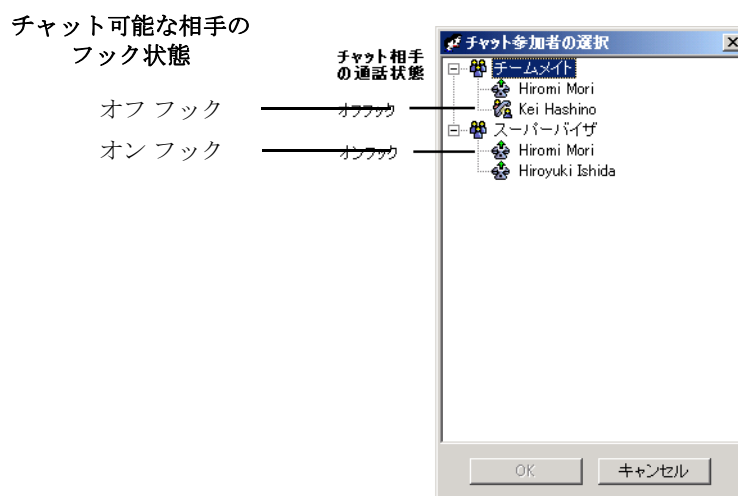 チャット可能な相手の
フック状態
チャット相手
の通話状態
オフ フック
オフフック
オン フック
オンフック
チャット参加者の選択
チームメイト
Hiromi Mori
Kei Hashino
スーパーバイザ
Hiromi Mori
Hiroyuki Ishida
OK
キャンセル